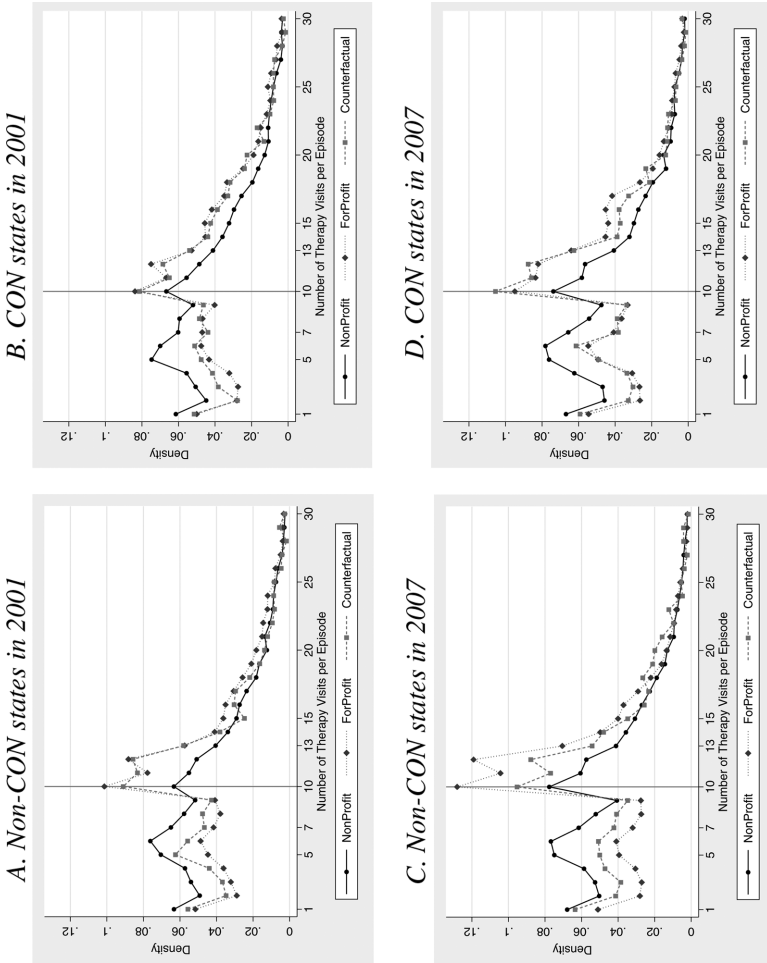 A. Non-CON states in 2001
Density
0 .02 .04 .06 .08 .1 .12
1 5 7 10 13 15 20 25 30
Number of Therapy Visits per Episode
NonProfit ForProfit Counterfactual
B. CON states in 2001
Density
0 .02 .04 .06 .08 .1 .12
1 5 7 10 13 15 20 25 30
Number of Therapy Visits per Episode
NonProfit ForProfit Counterfactual
C. Non-CON states in 2007
Density
0 .02 .04 .06 .08 .1 .12
1 5 7 10 13 15 20 25 30
Number of Therapy Visits per Episode
NonProfit ForProfit Counterfactual
D. CON states in 2007
Density
0 .02 .04 .06 .08 .1 .12
1 5 7 10 13 15 20 25 30
Number of Therapy Visits per Episode
NonProfit ForProfit Counterfactual